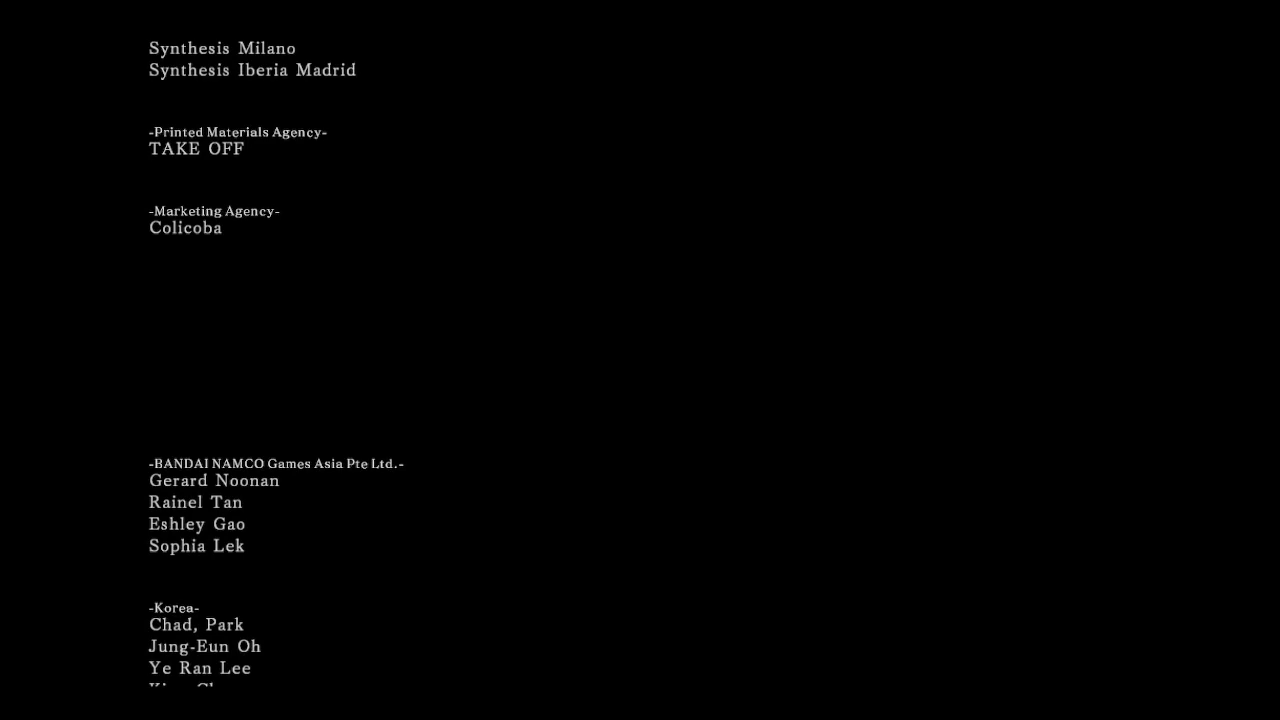 Synthesis Milano
Synthesis Iberia Madrid
-Printed Materials Agency-
TAKE OFF
-Marketing Agency-
Colicoba
-BANDAI NAMCO Games Asia Pte Ltd.-
Gerard Noonan
Rainel Tan
Eshley Gao
Sophia Lek
-Korea-
Chad, Park
Jung-Eun Oh
Ye Ran Lee